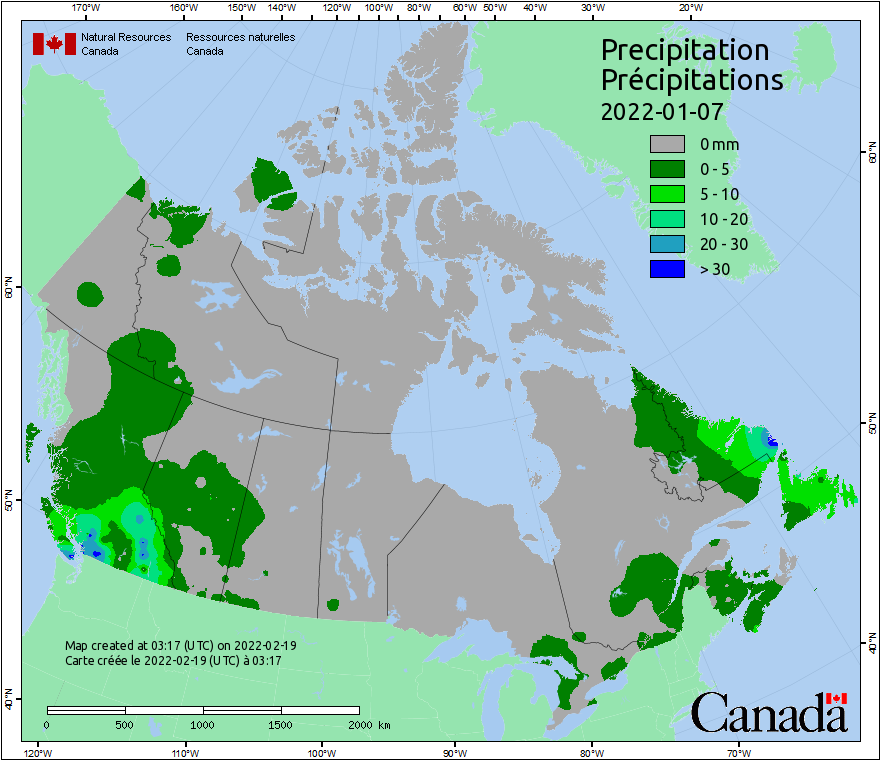 170°W 160°W 150°W 140°W 120°W 100°W 80°W 60°W 50°W 40°W 30°W 20°W
Natural Resources Ressources naturelles
Canada Canada
Precipitation
Précipitations
2022-01-07
0 mm
0 - 5
5 - 10
10 - 20
20 - 30
> 30
60°N
60°N
50°N
50°N
40°N
40°N
Map created at 03:17 (UTC) on 2022-02-19
Carte créée le 2022-02-19 (UTC) à 03:17
0 500 1000 1500 2000 km
Canada
120°W 110°W 100°W 90°W 80°W 70°W